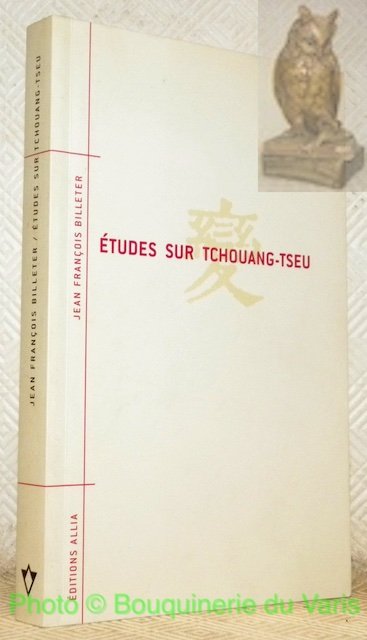 JEAN FRANÇOIS BILLETER / ÉTUDES SUR TCHOUANG-TSEU
JEAN FRANÇOIS BILLETER
變
ÉTUDES SUR TCHOUANG-TSEU
ÉDITIONS ALLIA
Photo © Bouquinerie du Varis